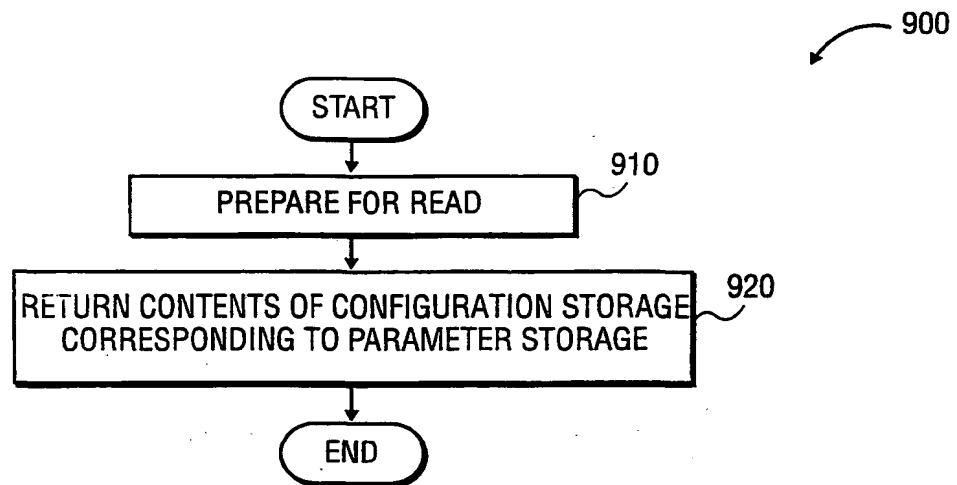 900
START
910
PREPARE FOR READ
920
RETURN CONTENTS OF CONFIGURATION STORAGE
CORRESPONDING TO PARAMETER STORAGE
END